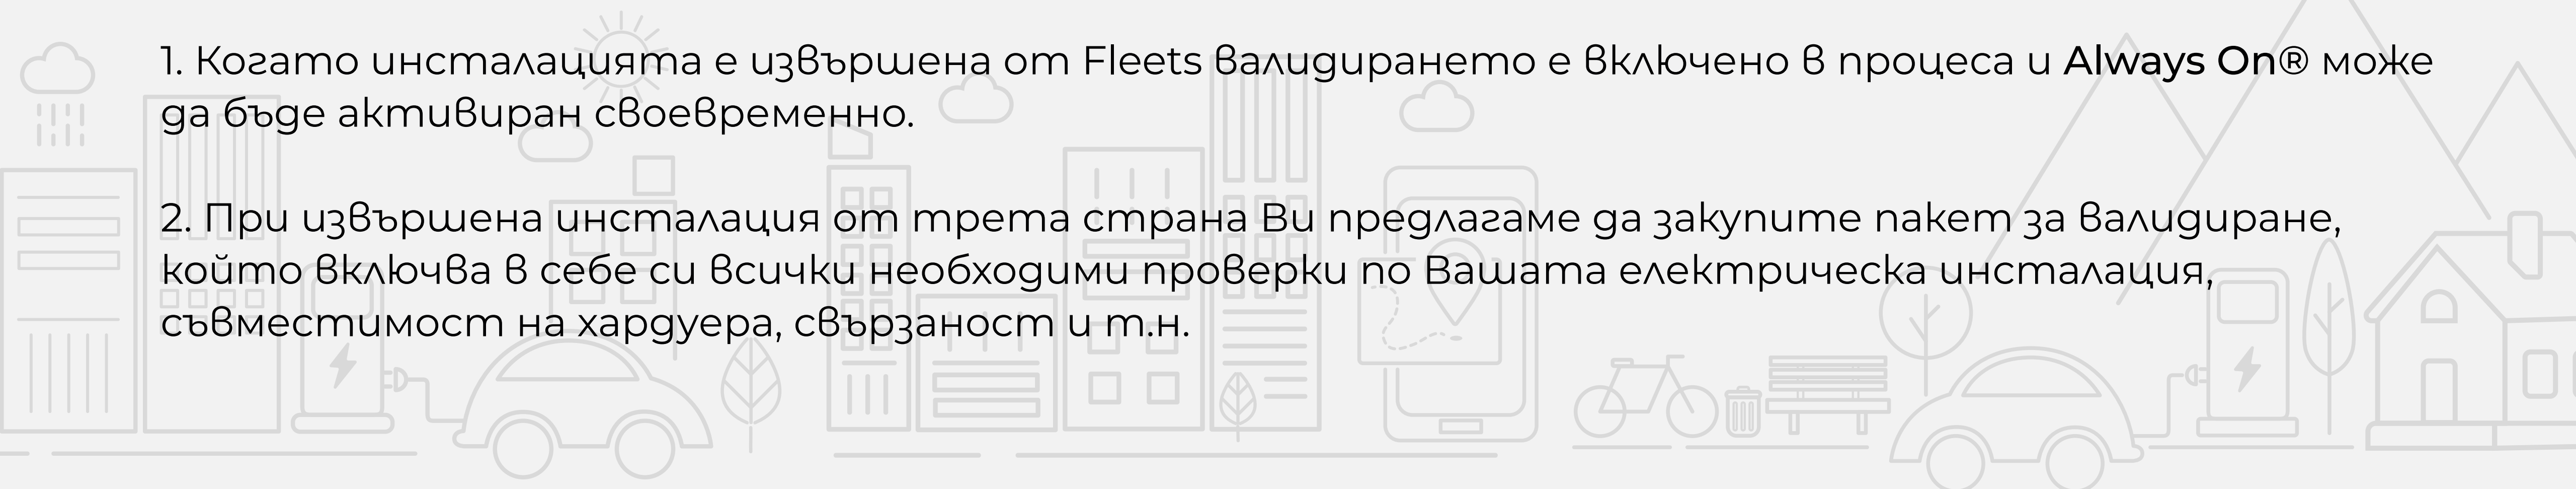 1. Когато инсталацията е извършена от Fleets валидирането е включено в процеса и Always On® може
да бъде активиран своевременно.
2. При извършена инсталация от трета страна Ви предлагаме да закупите пакет за валидиране,
който включва в себе си всички необходими проверки по Вашата електрическа инсталация,
съвместимост на хардуера, свързаност и т.н.